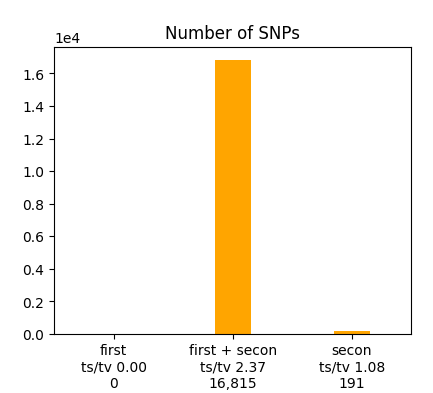 Number of SNPs
1e4
1.6
1.4
1.2
1.0
0.8
0.6
0.4
0.2
0.0
first
ts/tv 0.00
0
first + secon
ts/tv 2.37
16,815
secon
ts/tv 1.08
191